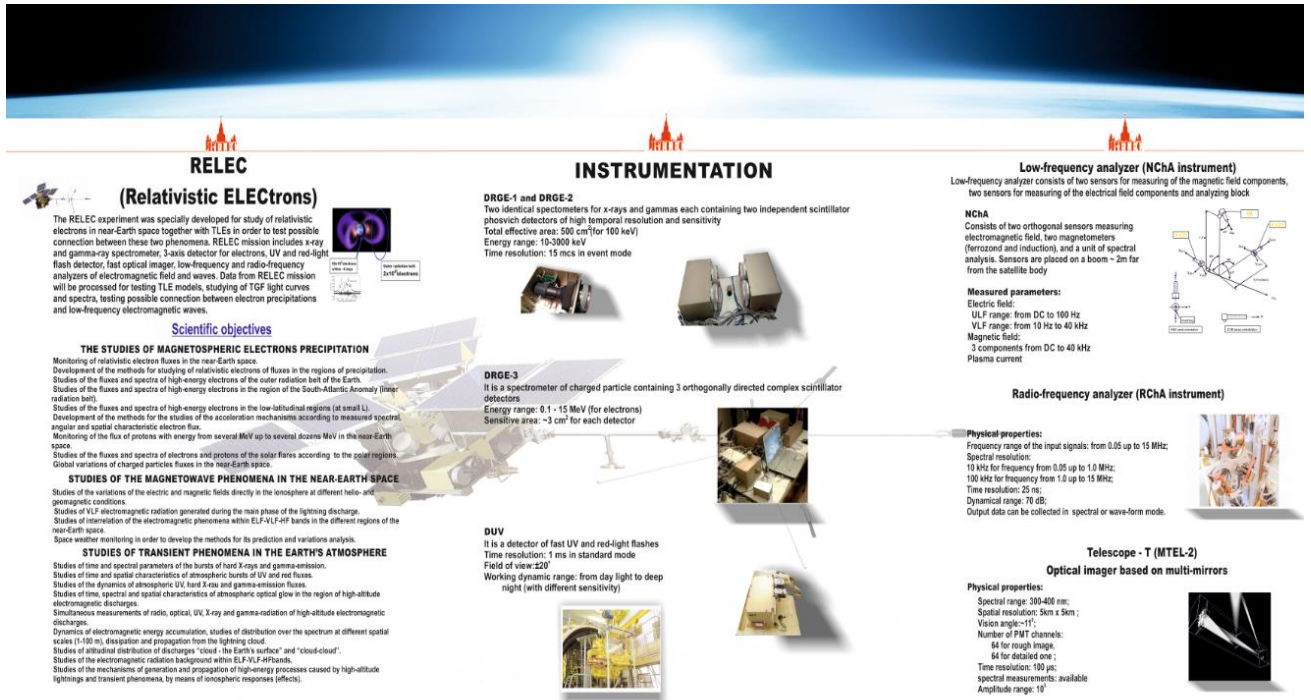 RELEC
(Relativistic ELECtrons)
The RELEC experiment was specially developed for study of relativistic
electrons in near-Earth space together with TLEs in order to test possible
connection between these two phenomena. RELEC mission includes x-ray
and gamma-ray spectrometer, 3-axis detector for electrons, UV and red-light
flash detector, fast optical imager, low-frequency and radio-frequency
analyzers of electromagnetic field and waves. Data from RELEC mission
will be processed for testing TLE models, studying of TGF light curves
and spectra, testing possible connection between electron precipitations
and low-frequency electromagnetic waves.
Outer radiation belt
Scientific objectives
THE STUDIES OF MAGNETOSPHERIC ELECTRONS PRECIPITATION
Monitoring of relativistic electron fluxes in the near-Earth space.
Development of the methods for studying of relativistic electrons of fluxes in the regions of precipitation.
Studies of the fluxes and spectra of high-energy electrons of the outer radiation belt of the Earth.
Studies of the fluxes and spectra of high-energy electrons in the region of the South-Atlantic Anomaly (inner
radiation belt).
Studies of the fluxes and spectra of high-energy electrons in the low-latitudinal regions (at small L).
Development of the methods for the studies of the acceleration mechanisms according to measured spectral,
angular and spatial characteristic electron flux.
Monitoring of the flux of protons with energy from several MeV up to several dozens MeV in the near-Earth
space.
Studies of the fluxes and spectra of electrons and protons of the solar flares according to the polar regions
Global variations of charged particles fluxes in the near-Earth space.
STUDIES OF THE MAGNETOWAVE PHENOMENA IN THE NEAR-EARTH SPACE
Studies of the variations of the electric and magnetic fields directly in the ionosphere at different helio- and
geomagnetic conditions.
Studies of VLF electromagnetic radiation generated during the main phase of the lightning discharge.
Studies of interrelation of the electromagnetic phenomena within ELF-VLF-HF bands in the different regions of the
near-Earth space.
Space weather monitoring in order to develop the methods for its prediction and variations analysis.
STUDIES OF TRANSIENT PHENOMENA IN THE EARTH'S ATMOSPHERE
Studies of time and spectral parameters of the bursts of hard X-rays and gamma-emission.
Studies of time and spatial characteristics of atmospheric bursts of UV and red fluxes.
Studies of the dynamics of atmospheric UV, hard X-rau and gamma-emission fluxes.
Studies of time, spectral and spatial characteristics of atmospheric optical glow in the region of high-altitude
electromagnetic discharges.
Simultaneous measurements of radio, optical, UV, X-ray and gamma-radiation of high-altitude electromagnetic
discharges.
Dynamics of electromagnetic energy accumulation, studies of distribution over the spectrum at different spatial
scales (1-100 m), dissipation and propagation from the lightning cloud.
Studies of altitudinal distribution of discharges "cloud - the Earth's surface" and "cloud-cloud".
Studies of the electromagnetic radiation background within ELF-VLF-HFbands.
Studies of the mechanisms of generation and propagation of high-energy processes caused by high-altitude
lightnings and transient phenomena, by means of ionospheric responses (effects).
INSTRUMENTATION
DRGE-1 and DRGE-2
Two identical spectometers for x-rays and gammas each containing two independent scintillator
phosvich detectors of high temporal resolution and sensitivity
Total effective area: 500 cm²(for 100 keV)
Energy range: 10-3000 keV
Time resolution: 15 mcs in event mode
DRGE-3
It is a spectrometer of charged particle containing 3 orthogonally directed complex scintillator
detectors
Energy range: 0.1 - 15 MeV (for electrons)
Sensitive area: ~3 cm² for each detector
DUV
It is a detector of fast UV and red-light flashes
Time resolution: 1 ms in standard mode
Field of view:±20°
Working dynamic range: from day light to deep
night (with different sensitivity)
Low-frequency analyzer (NChA instrument)
Low-frequency analyzer consists of two sensors for measuring of the magnetic field components,
two sensors for measuring of the electrical field components and analyzing block
NChA
Consists of two orthogonal sensors measuring
electromagnetic field, two magnetometers
(ferrozond and induction), and a unit of spectral
analysis. Sensors are placed on a boom ~ 2m far
from the satellite body
Measured parameters:
Electric field:
ULF range: from DC to 100 Hz
VLF range: from 10 Hz to 40 kHz
Magnetic field:
3 components from DC to 40 kHz
Plasma current
Radio-frequency analyzer (RChA instrument)
Physical properties:
Frequency range of the input signals: from 0.05 up to 15 MHz;
Spectral resolution:
10 kHz for frequency from 0.05 up to 1.0 MHz;
100 kHz for frequency from 1.0 up to 15 MHz;
Time resolution: 25 ns;
Dynamical range: 70 dB;
Output data can be collected in spectral or wave-form mode.
Telescope - T (MTEL-2)
Optical imager based on multi-mirrors
Physical properties:
Spectral range: 300-400 nm;
Spatial resolution: 5km x 5km ;
Vision angle:~11°;
Number of PMT channels:
64 for rough image,
64 for detailed one ;
Time resolution: 100 µs;
spectral measurements: available
Amplitude range: